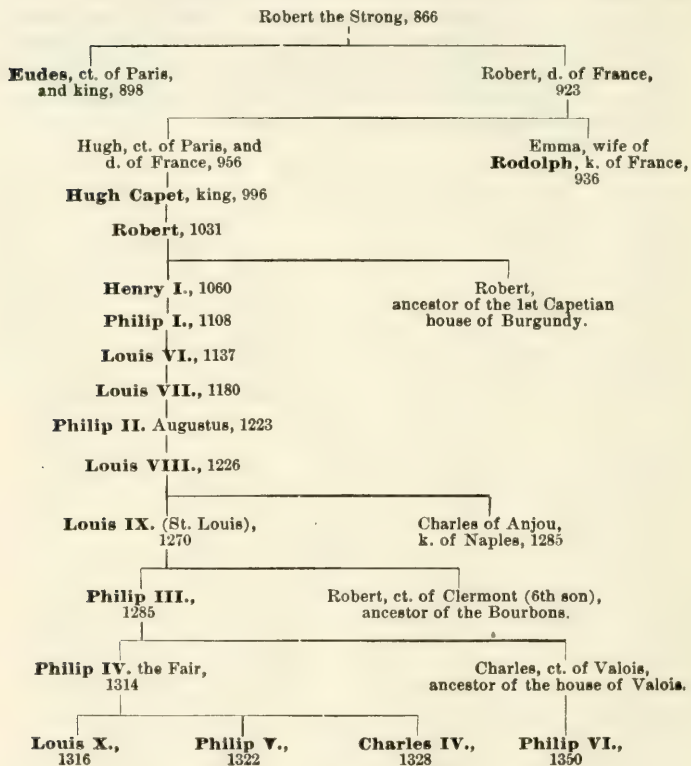 Robert the Strong, 866
Eudes, ct. of Paris,
and king, 898
Robert, d. of France,
923
Hugh, ct. of Paris, and
d. of France, 956
Emma, wife of
Rodolph, k. of France,
936
Hugh Capet, king, 996
Robert, 1031
Henry I., 1060
Robert,
ancestor of the 1st Capetian
house of Burgundy.
Philip I., 1108
Louis VI., 1137
Louis VII., 1180
Philip II. Augustus, 1223
Louis VIII., 1226
Louis IX. (St. Louis),
1270
Charles of Anjou,
k. of Naples, 1285
Philip III.,
1285
Robert, ct. of Clermont (6th son),
ancestor of the Bourbons.
Philip IV. the Fair,
1314
Charles, ct. of Valois,
ancestor of the house of Valois.
Louis X.,
1316
Philip V.,
1322
Charles IV.,
1328
Philip VI.,
1350